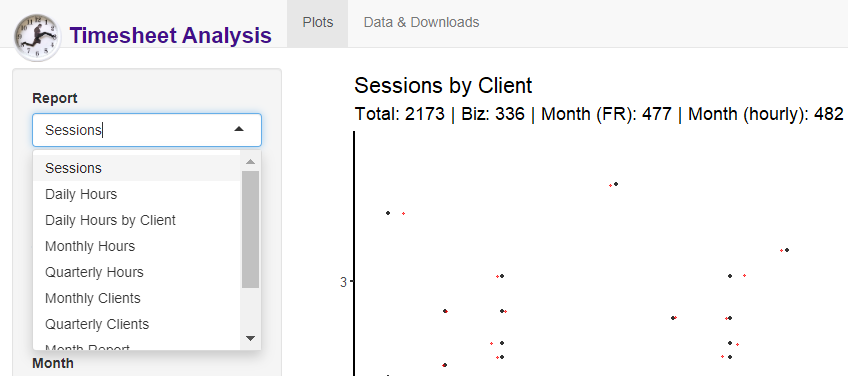 Timesheet Analysis
Plots
Data & Downloads
Report
Sessions
Sessions
Daily Hours
Daily Hours by Client
Monthly Hours
Quarterly Hours
Monthly Clients
Quarterly Clients
Month Report
Month
Sessions by Client
Total: 2173 | Biz: 336 | Month (FR): 477 | Month (hourly): 482
3